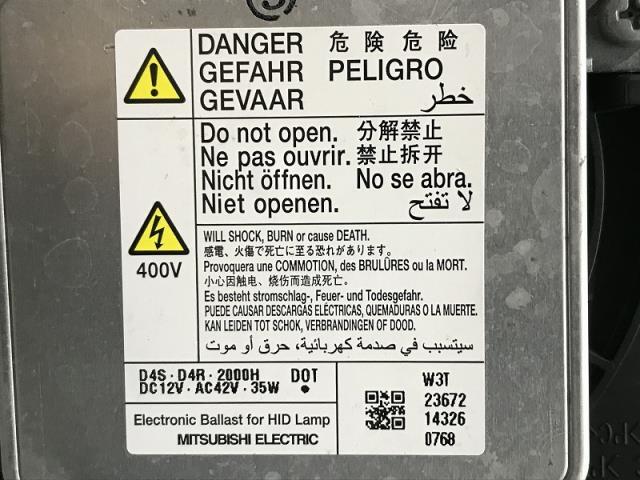 DANGER 危険 危险
GEFAHR PELIGRO
GEVAAR خطر
Do not open. 分解禁止
Ne pas ouvrir. 禁止拆开
Nicht öffnen. No se abra.
Niet openen. لا تفتح
400V
WILL SHOCK, BURN or cause DEATH.
感電、火傷で死亡に至る恐れがあります。
Provoquera une COMMOTION, des BRULÛRES ou la MORT.
小心因触电、烧伤而造成死亡。
Es besteht stromschlag-, Feuer- und Todesgefahr.
PUEDE CAUSAR DESCARGAS ELÉCTRICAS, QUEMADURAS O LA MUERTE.
KAN LEIDEN TOT SCHOK, VERBRANDINGEN OF DOOD.
سيتسبب في صدمة كهربائية، حرق أو موت
D4S·D4R·2000H DOT
DC12V·AC42V·35W
Electronic Ballast for HID Lamp
MITSUBISHI ELECTRIC
W3T
23672
14326
0768